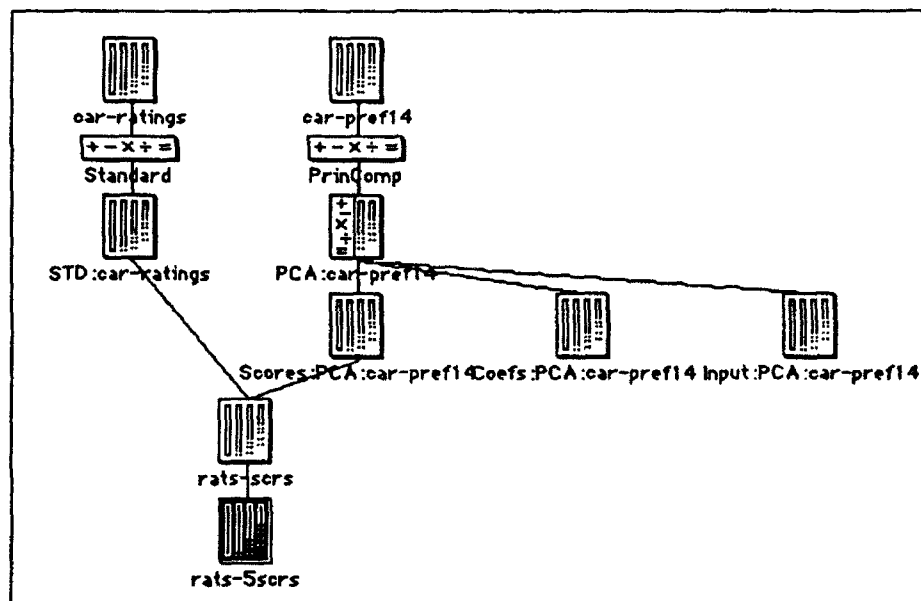 car-ratings car-pref14
+ − × ÷ = + − × ÷ =
Standard PrinComp
+ − × ÷ =
STD:car-ratings PCA:car-pref14
Scores:PCA:car-pref14 Coefs:PCA:car-pref14 Input:PCA:car-pref14
rats-scrs
rats-5scrs